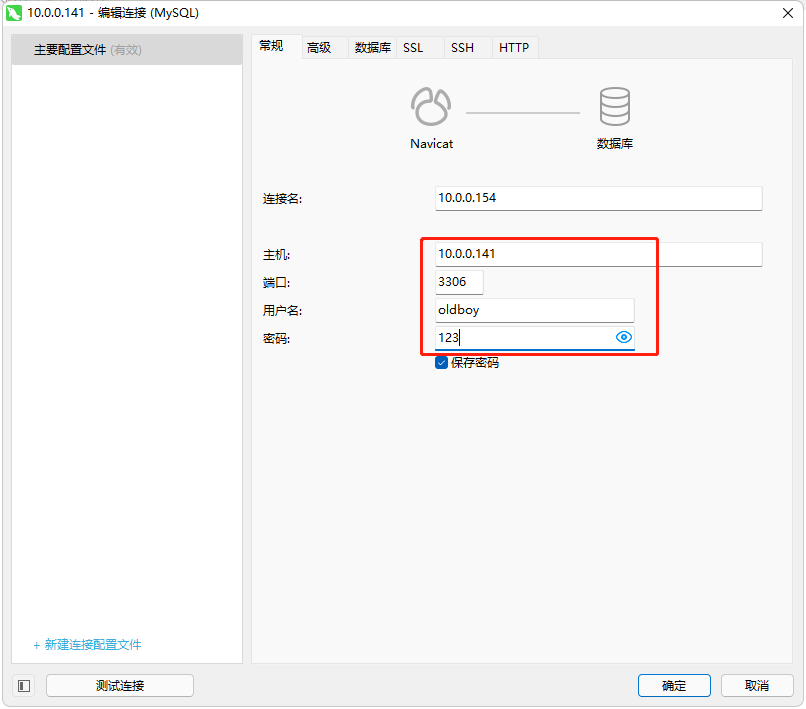 10.0.0.141 - 编辑连接 (MySQL)
主要配置文件 (有效)
常规 高级 数据库 SSL SSH HTTP
Navicat 数据库
连接名: 10.0.0.154
主机: 10.0.0.141
端口: 3306
用户名: oldboy
密码: 123
保存密码
+ 新建连接配置文件
测试连接 确定 取消